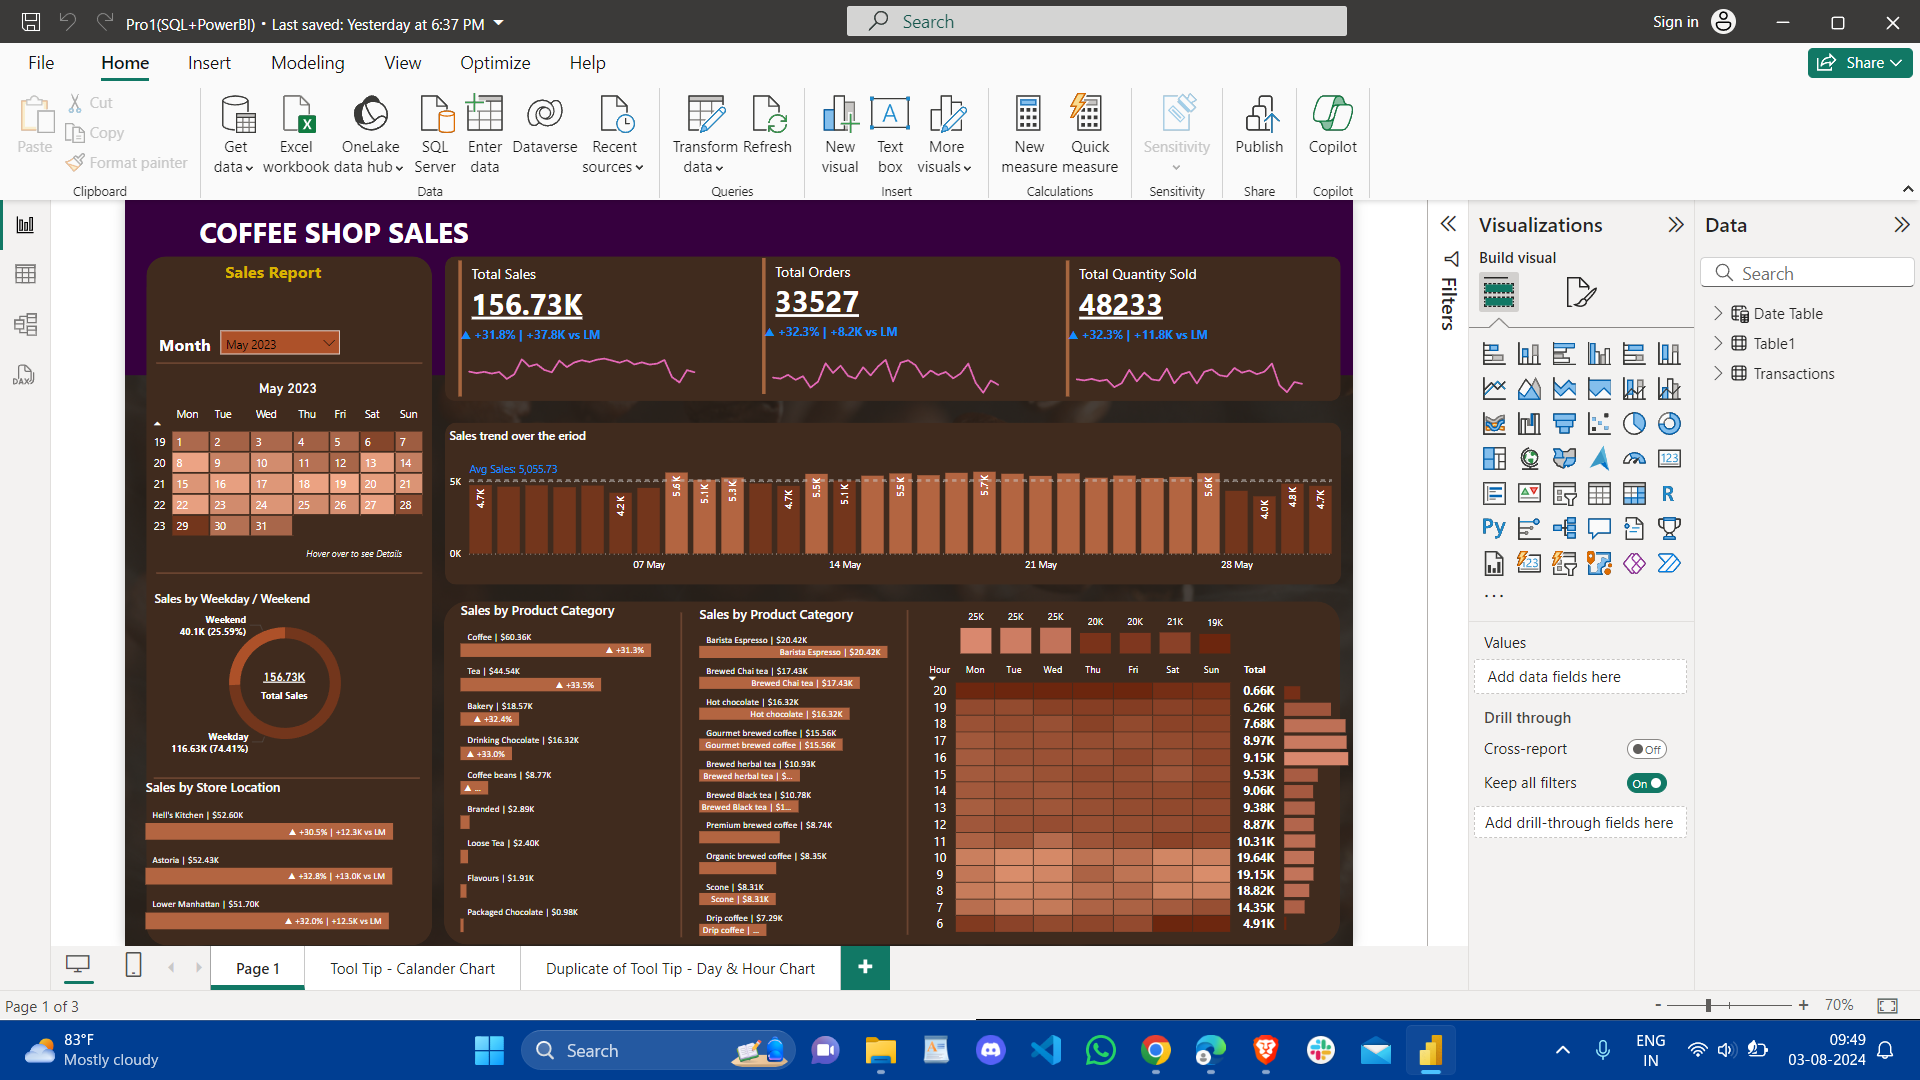 Pro1(SQL+PowerBI) • Last saved: Yesterday at 6:37 PM
Search
Sign in
File
Home
Insert
Modeling
View
Optimize
Help
Share
Paste
Cut
Copy
Format painter
Clipboard
Get data
Excel workbook
OneLake data hub
SQL Server
Enter data
Dataverse
Recent sources
Data
Transform data
Refresh
Queries
New visual
Text box
More visuals
Insert
New measure
Quick measure
Calculations
Sensitivity
Sensitivity
Publish
Share
Copilot
Copilot
COFFEE SHOP SALES
Sales Report
Month
May 2023
May 2023
Mon Tue Wed Thu Fri Sat Sun
19 1 2 3 4 5 6 7
20 8 9 10 11 12 13 14
21 15 16 17 18 19 20 21
22 22 23 24 25 26 27 28
23 29 30 31
Hover over to see Details
Sales by Weekday / Weekend
Weekend
40.1K (25.59%)
156.73K
Total Sales
Weekday
116.63K (74.41%)
Sales by Store Location
Hell's Kitchen | $52.60K
▲ +30.5% | +12.3K vs LM
Astoria | $52.43K
▲ +32.8% | +13.0K vs LM
Lower Manhattan | $51.70K
▲ +32.0% | +12.5K vs LM
Total Sales
156.73K
▲ +31.8% | +37.8K vs LM
Total Orders
33527
▲ +32.3% | +8.2K vs LM
Total Quantity Sold
48233
▲ +32.3% | +11.8K vs LM
Sales trend over the eriod
Avg Sales: 5,055.73
5K
0K
4.7K 4.2K 5.6K 5.1K 5.3K 4.7K 5.5K 5.1K 5.5K 5.7K 5.6K 4.0K 4.8K 4.7K
07 May 14 May 21 May 28 May
Sales by Product Category
Coffee | $60.36K
▲ +31.3%
Tea | $44.54K
▲ +33.5%
Bakery | $18.57K
▲ +32.4%
Drinking Chocolate | $16.32K
▲ +33.0%
Coffee beans | $8.77K
▲ ...
Branded | $2.89K
Loose Tea | $2.40K
Flavours | $1.91K
Packaged Chocolate | $0.98K
Sales by Product Category
Barista Espresso | $20.42K
Barista Espresso | $20.42K
Brewed Chai tea | $17.43K
Brewed Chai tea | $17.43K
Hot chocolate | $16.32K
Hot chocolate | $16.32K
Gourmet brewed coffee | $15.56K
Gourmet brewed coffee | $15.56K
Brewed herbal tea | $10.93K
Brewed herbal tea | $...
Brewed Black tea | $10.78K
Brewed Black tea | $1...
Premium brewed coffee | $8.74K
Organic brewed coffee | $8.35K
Scone | $8.31K
Scone | $8.31K
Drip coffee | $7.29K
Drip coffee | ...
25K 25K 25K 20K 20K 21K 19K
Hour Mon Tue Wed Thu Fri Sat Sun Total
20 0.66K
19 6.26K
18 7.68K
17 8.97K
16 9.15K
15 9.53K
14 9.06K
13 9.38K
12 8.87K
11 10.31K
10 19.64K
9 19.15K
8 18.82K
7 14.35K
6 4.91K
Filters
Visualizations
Build visual
123
R
Py
123
...
Values
Add data fields here
Drill through
Cross-report
Off
Keep all filters
On
Add drill-through fields here
Data
Search
Date Table
Table1
Transactions
DAX
Page 1
Tool Tip - Calander Chart
Duplicate of Tool Tip - Day & Hour Chart
+
Page 1 of 3
- + 70%
83°F
Mostly cloudy
Search
ENG
IN
09:49
03-08-2024